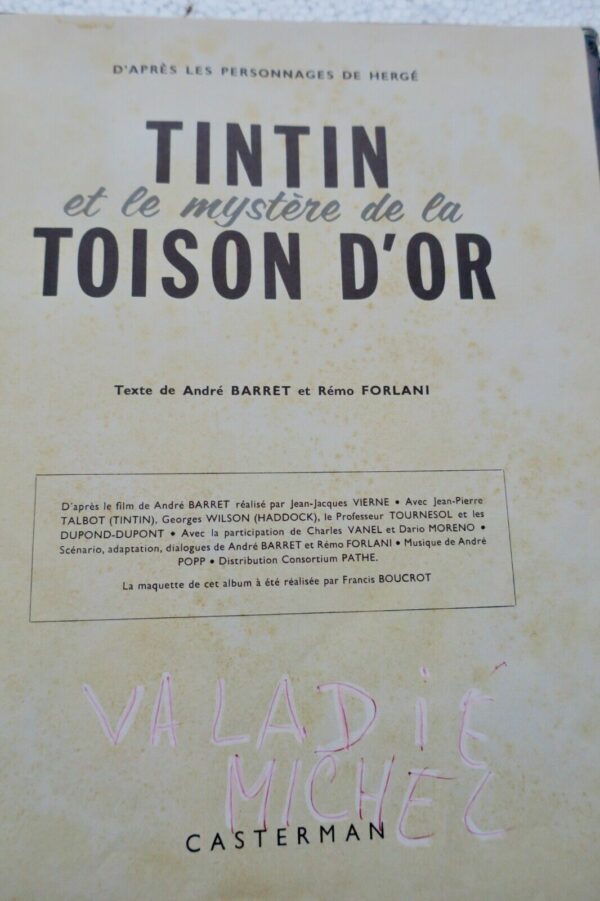 D'APRÈS LES PERSONNAGES DE HERGÉ
TINTIN
et le mystère de la
TOISON D'OR
Texte de André BARRET et Rémo FORLANI
D'après le film de André BARRET réalisé par Jean-Jacques VIERNE • Avec Jean-Pierre
TALBOT (TINTIN), Georges WILSON (HADDOCK), le Professeur TOURNESOL et les
DUPOND-DUPONT • Avec la participation de Charles VANEL et Dario MORENO •
Scénario, adaptation, dialogues de André BARRET et Rémo FORLANI • Musique de André
POPP • Distribution Consortium PATHE.
La maquette de cet album à été réalisée par Francis BOUCROT
VALADiÉ
MICHEL
CASTERMAN